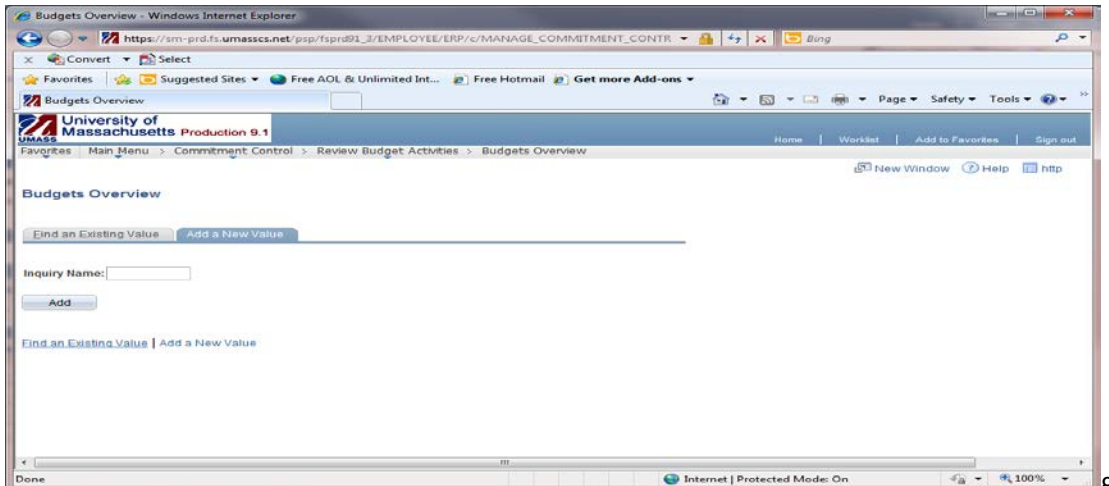 Budgets Overview - Windows Internet Explorer
https://sm-prd.fs.umasscs.net/psp/fsprd91_3/EMPLOYEE/ERP/c/MANAGE_COMMITMENT_CONTR
Bing
x Convert Select
Favorites Suggested Sites Free AOL & Unlimited Int... Free Hotmail Get more Add-ons
Budgets Overview Page Safety Tools
University of
Massachusetts Production 9.1
UMASS
Home | Worklist | Add to Favorites | Sign out
Favorites Main Menu > Commitment Control > Review Budget Activities > Budgets Overview
New Window Help http
Budgets Overview
Find an Existing Value Add a New Value
Inquiry Name:
Add
Find an Existing Value | Add a New Value
Done Internet | Protected Mode: On 100%